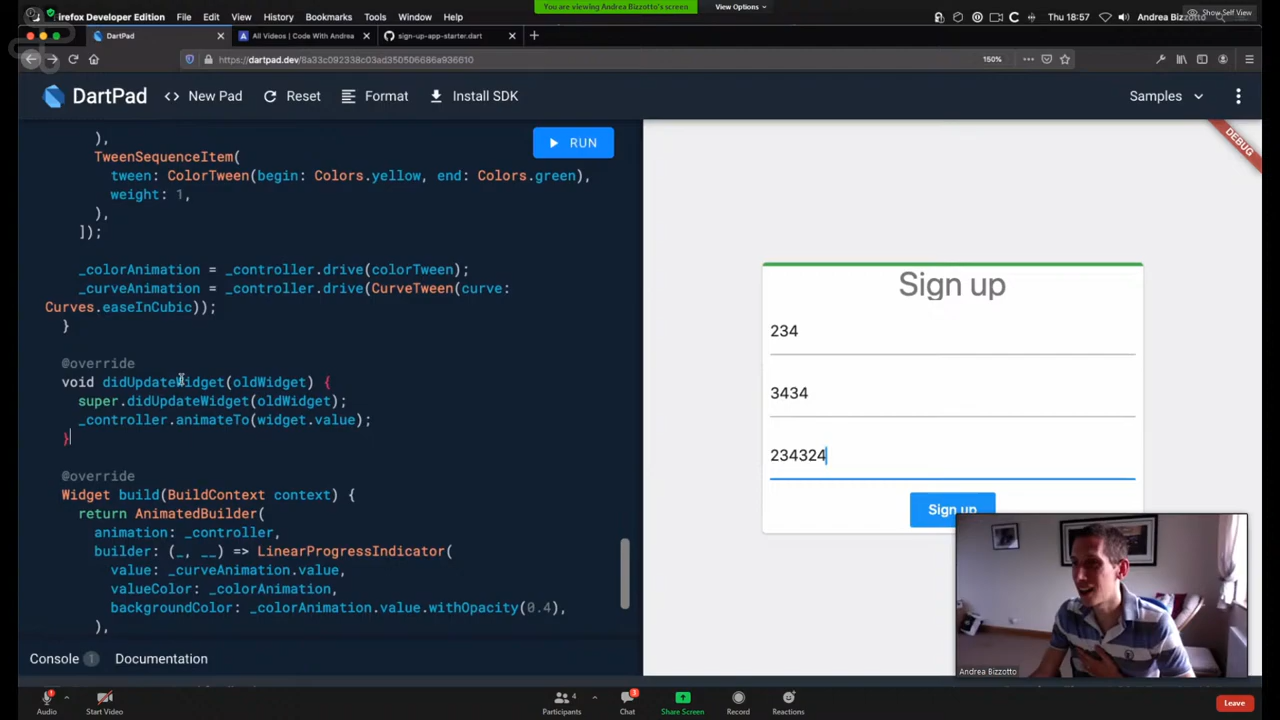 Firefox Developer Edition File Edit View History Bookmarks Tools Window Help
You are viewing Andrea Bizzotto's screen View Options
Thu 18:57 Andrea Bizzotto
Show Self View
DartPad All Videos | Code With Andrea sign-up-app-starter.dart
https://dartpad.dev/8a33c092338c03ad350506686a936610 150%
DartPad <> New Pad Reset Format Install SDK Samples
RUN
DEBUG
),
TweenSequenceItem(
tween: ColorTween(begin: Colors.yellow, end: Colors.green),
weight: 1,
),
]);
_colorAnimation = _controller.drive(colorTween);
_curveAnimation = _controller.drive(CurveTween(curve:
Curves.easeInCubic));
}
@override
void didUpdateWidget(oldWidget) {
super.didUpdateWidget(oldWidget);
_controller.animateTo(widget.value);
}
@override
Widget build(BuildContext context) {
return AnimatedBuilder(
animation: _controller,
builder: (_, __) => LinearProgressIndicator(
value: _curveAnimation.value,
valueColor: _colorAnimation,
backgroundColor: _colorAnimation.value.withOpacity(0.4),
),
Console 1 Documentation
Sign up
234
3434
234324
Sign up
Andrea Bizzotto
Audio Start Video Participants 4 Chat 3 Share Screen Record Reactions Leave